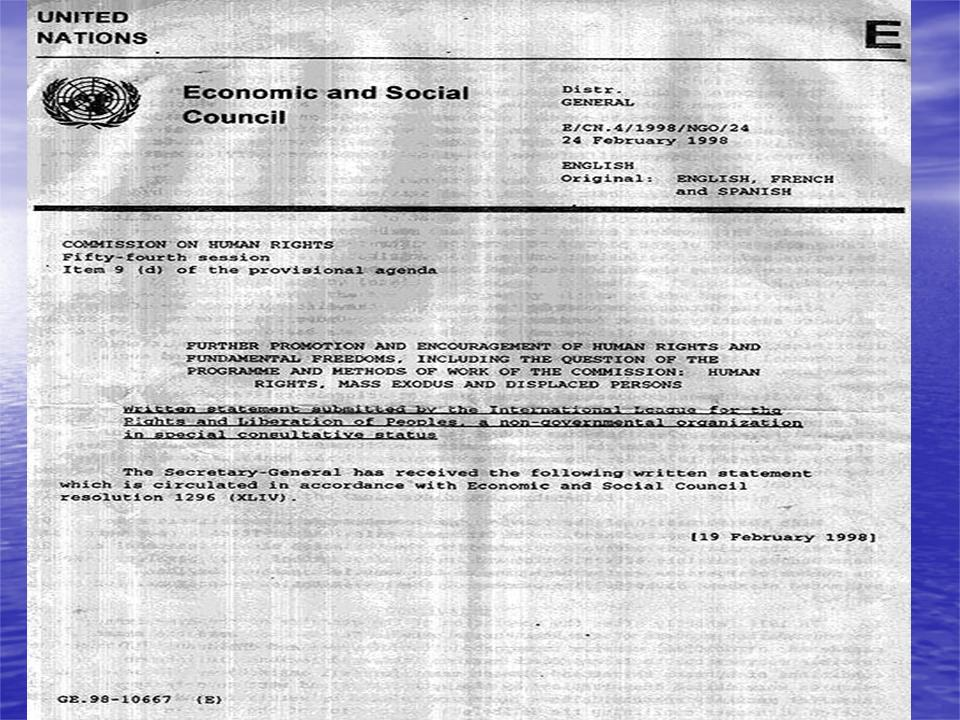 UNITED
NATIONS
E
Economic and Social
Council
Distr.
GENERAL
E/CN.4/1998/NGO/24
24 February 1998
ENGLISH
Original: ENGLISH, FRENCH
and SPANISH
COMMISSION ON HUMAN RIGHTS
Fifty-fourth session
Item 9 (d) of the provisional agenda
FURTHER PROMOTION AND ENCOURAGEMENT OF HUMAN RIGHTS AND
FUNDAMENTAL FREEDOMS, INCLUDING THE QUESTION OF THE
PROGRAMME AND METHODS OF WORK OF THE COMMISSION: HUMAN
RIGHTS, MASS EXODUS AND DISPLACED PERSONS
Written statement submitted by the International League for the
Rights and Liberation of Peoples, a non-governmental organization
in special consultative status
The Secretary-General has received the following written statement
which is circulated in accordance with Economic and Social Council
resolution 1296 (XLIV).
[19 February 1998]
GE.98-10667 (E)